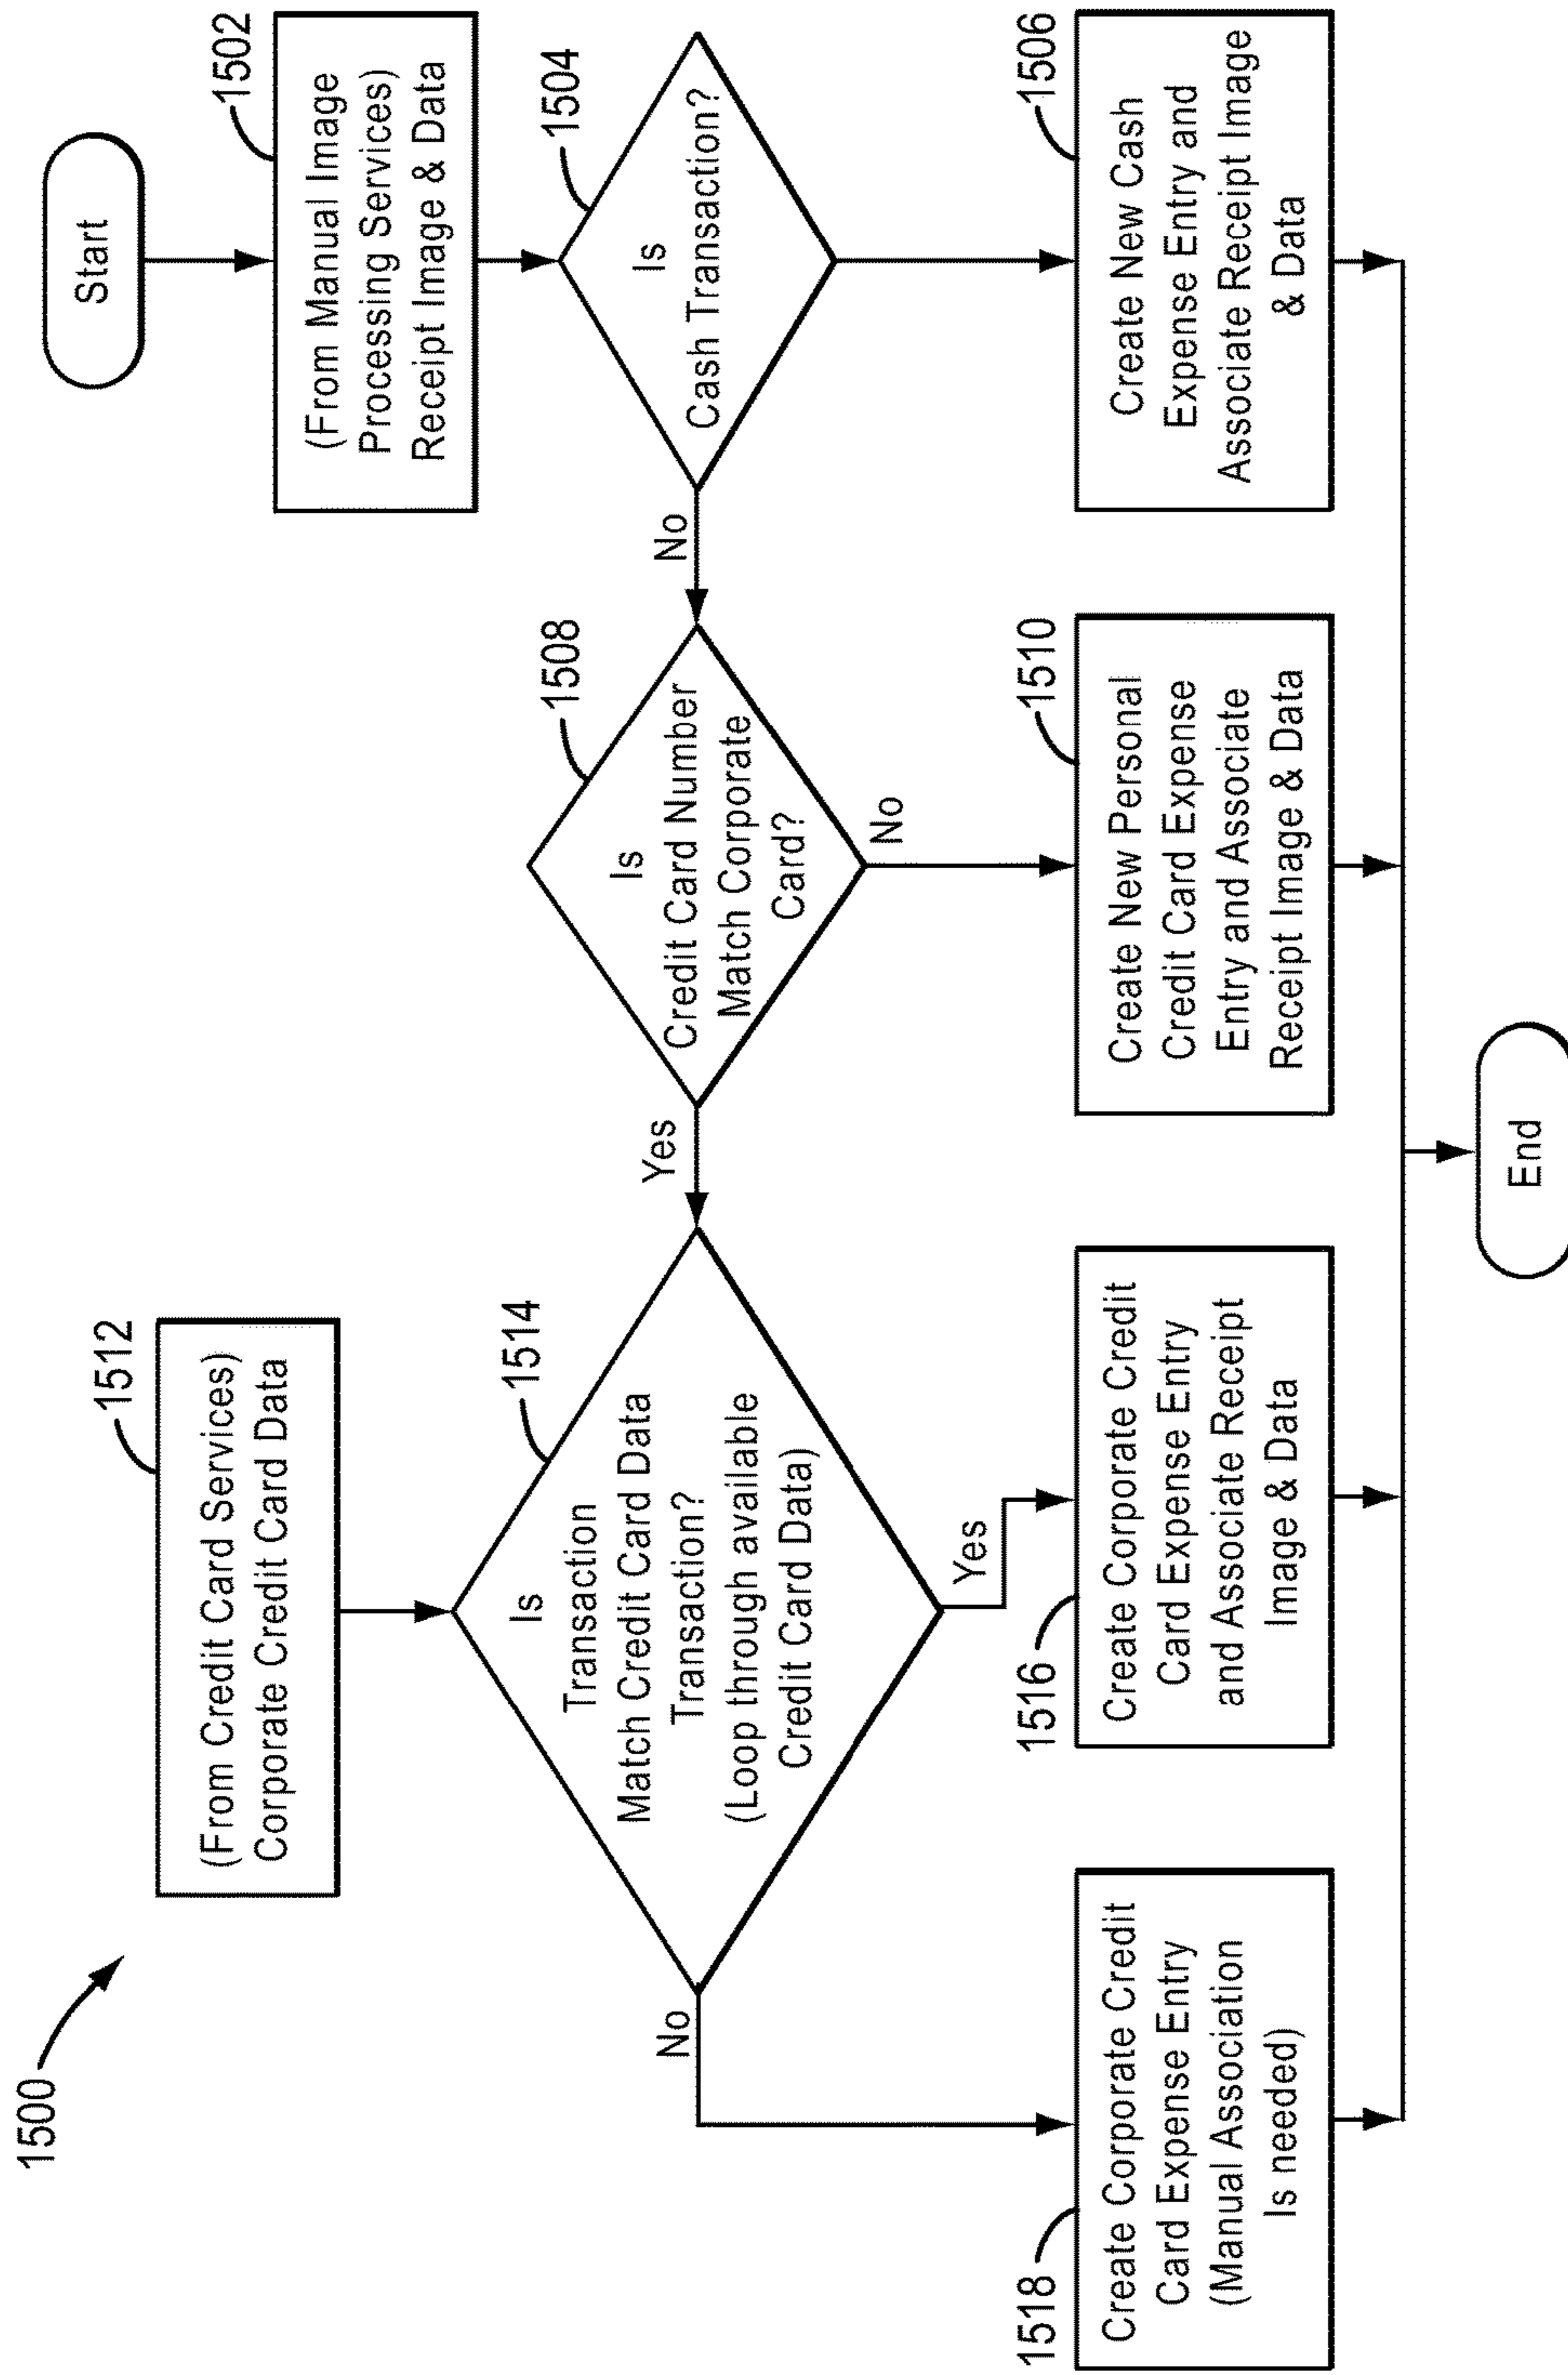 1500
Start
1502
(From Manual Image
Processing Services)
Receipt Image & Data
1504
Is
Cash Transaction?
No
1506
Create New Cash
Expense Entry and
Associate Receipt Image
& Data
1508
Is
Credit Card Number
Match Corporate
Card?
No
Yes
1510
Create New Personal
Credit Card Expense
Entry and Associate
Receipt Image & Data
1512
(From Credit Card Services)
Corporate Credit Card Data
1514
Is
Transaction
Match Credit Card Data
Transaction?
(Loop through available
Credit Card Data)
Yes
No
1516
Create Corporate Credit
Card Expense Entry
and Associate Receipt
Image & Data
1518
Create Corporate Credit
Card Expense Entry
(Manual Association
Is needed)
End